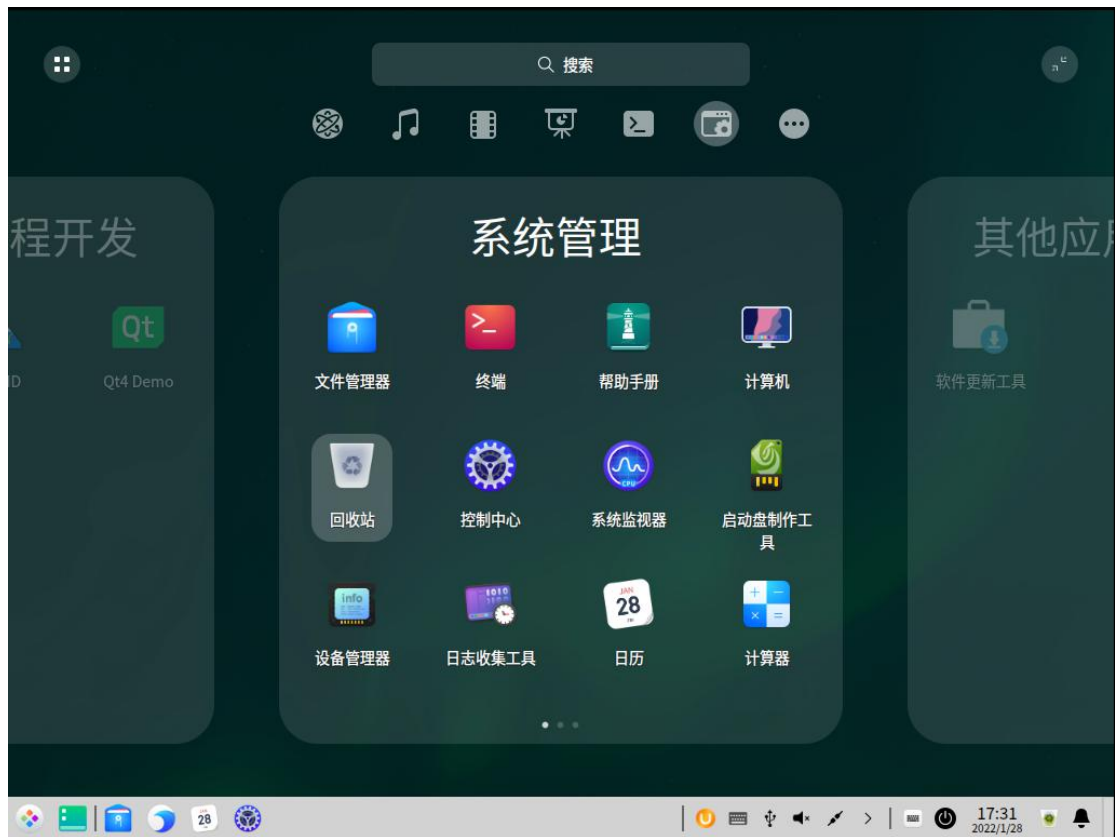 搜索
程开发
系统管理
其他应
Qt
info
1010
CPU
JAN
28
文件管理器
终端
帮助手册
计算机
ID
Qt4 Demo
软件更新工具
回收站
控制中心
系统监视器
启动盘制作工
具
设备管理器
日志收集工具
日历
计算器
28
17:31
2022/1/28